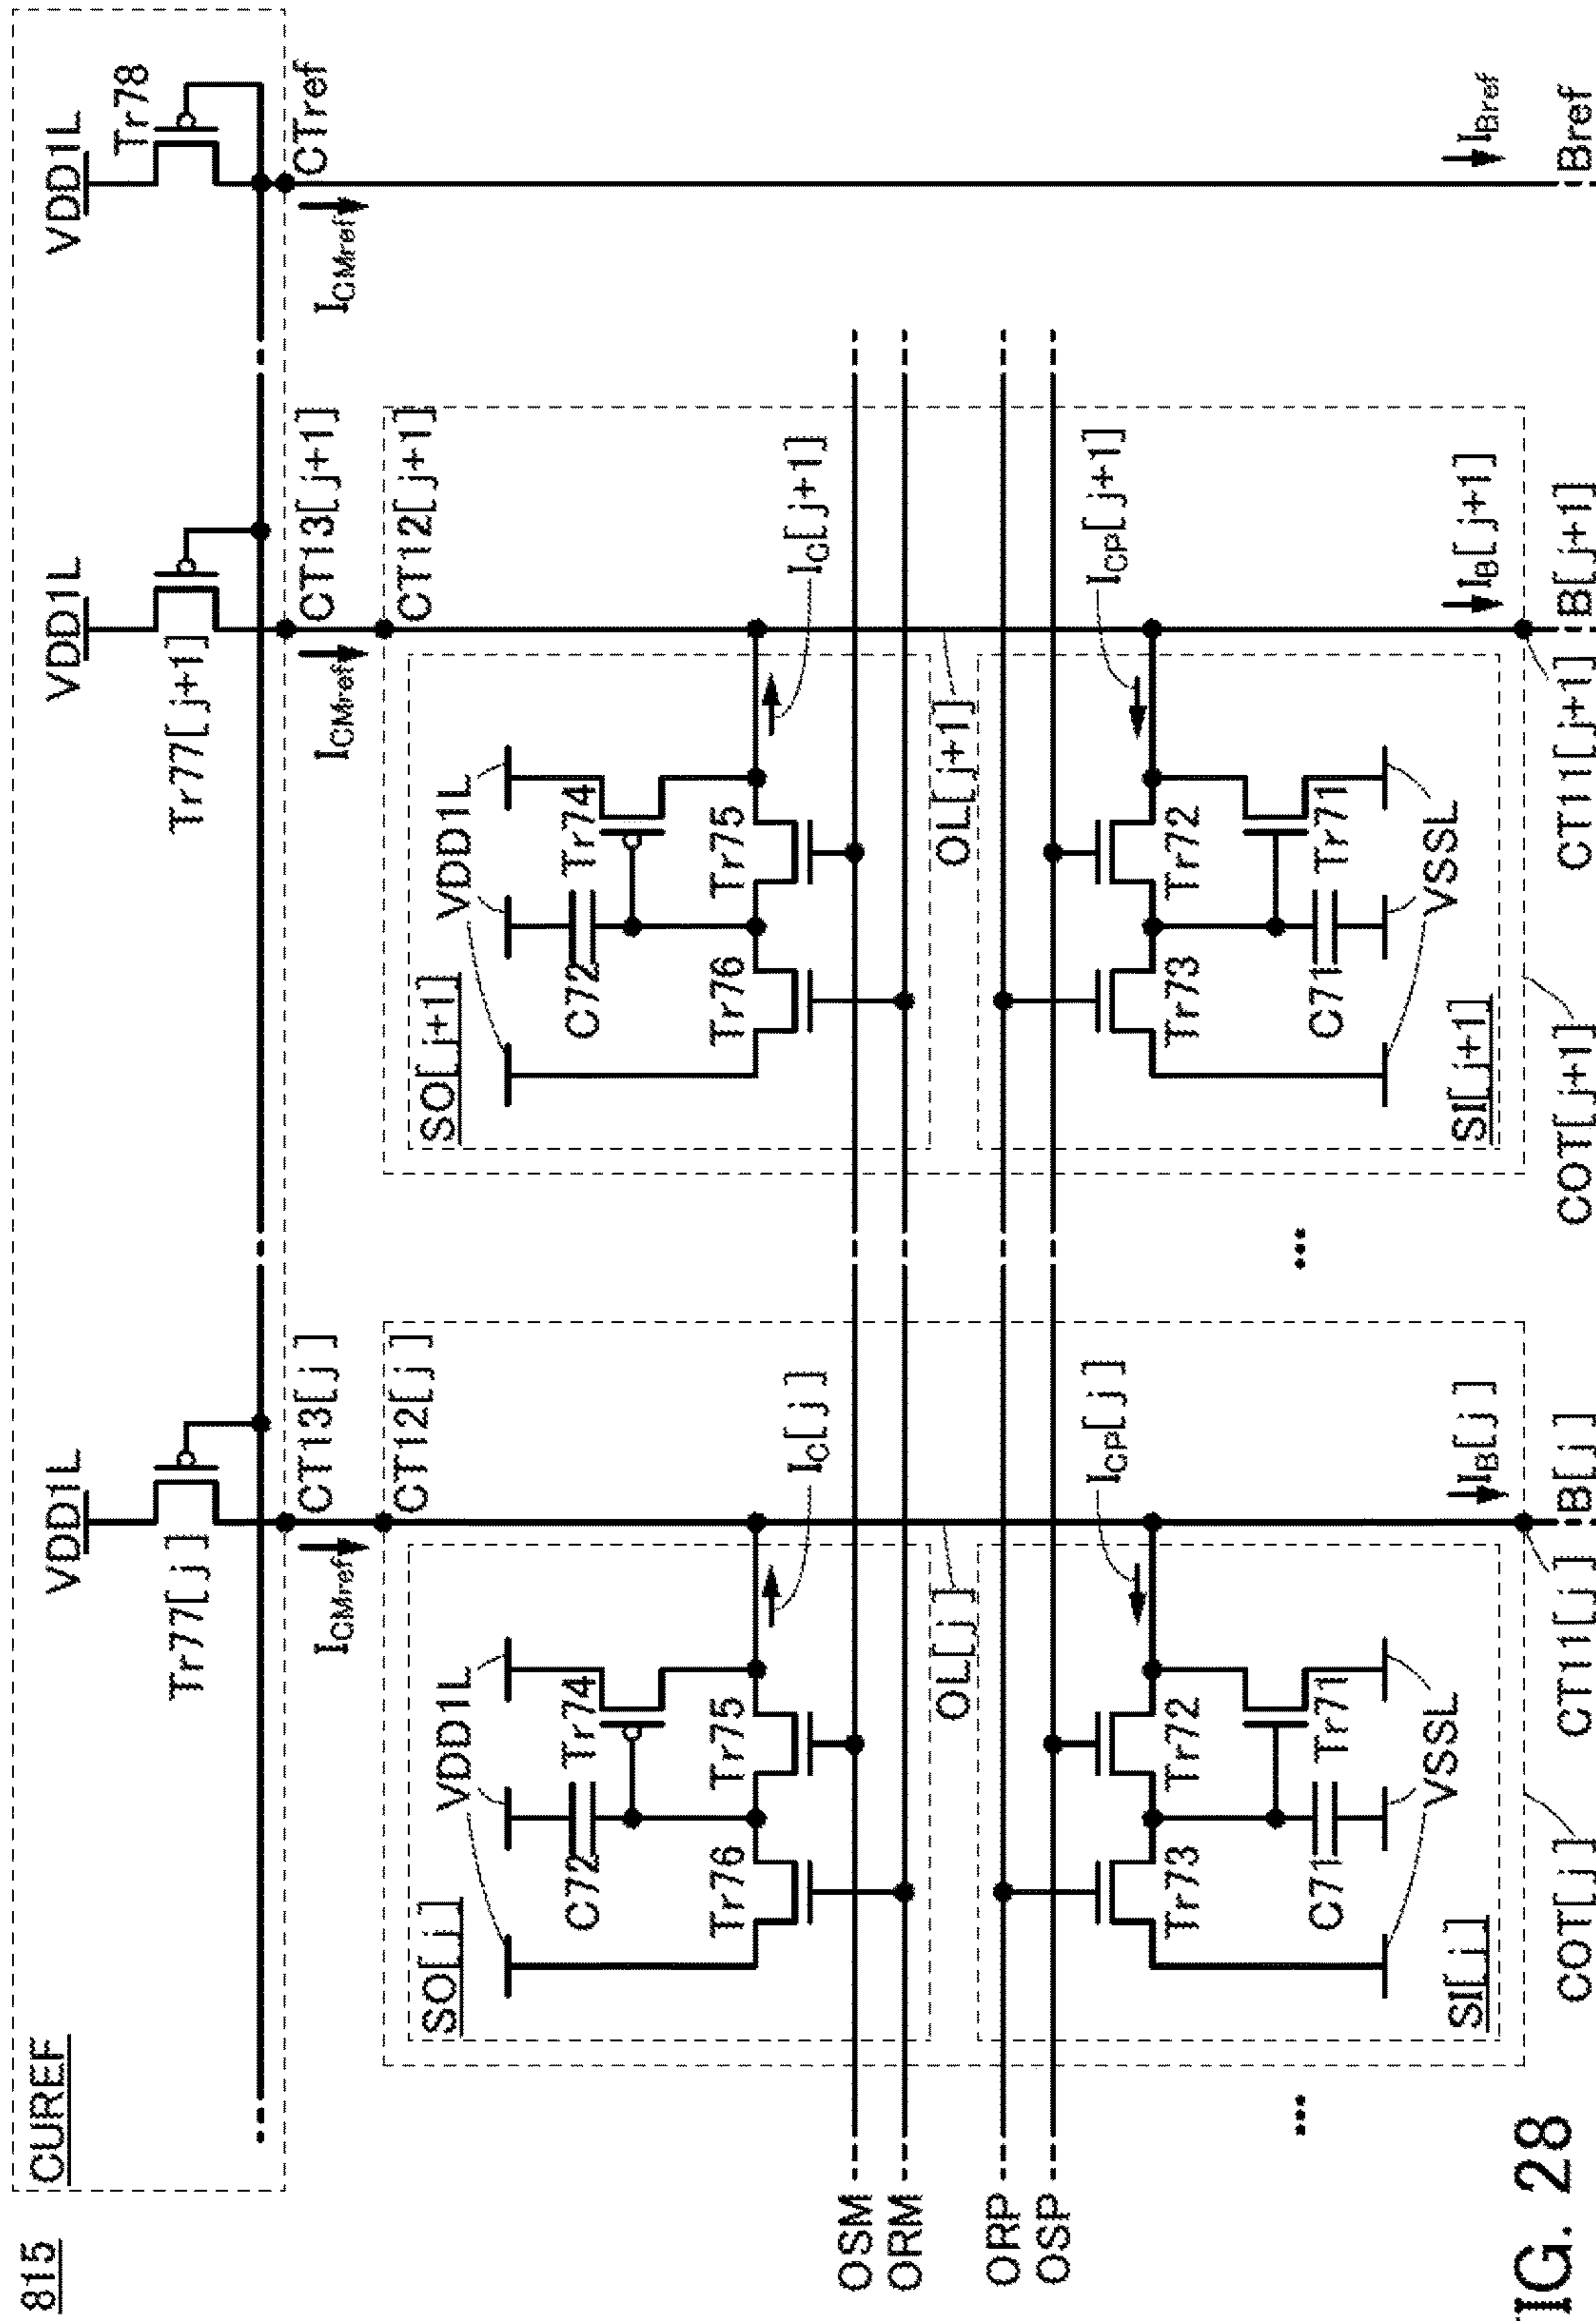 815
CUREF
VDD1L
VDD1L
VDD1L
Tr77[j]
Tr77[j+1]
Tr78
CT13[j]
CT13[j+1]
CTref
ICMref
ICMref
ICMref
CT12[j]
CT12[j+1]
SO[j]
VDD1L
SO[j+1]
VDD1L
C72
Tr74
C72
Tr74
Tr76
Tr75
IC[j]
Tr76
Tr75
IC[j+1]
OSM
ORM
OL[j]
OL[j+1]
ORP
OSP
ICP[j]
ICP[j+1]
Tr73
Tr72
Tr73
Tr72
C71
Tr71
C71
Tr71
SI[j]
VSSL
IB[j]
SI[j+1]
VSSL
IB[j+1]
IBref
COT[j]
CT11[j]
B[j]
COT[j+1]
CT11[j+1]
B[j+1]
Bref
IG. 28